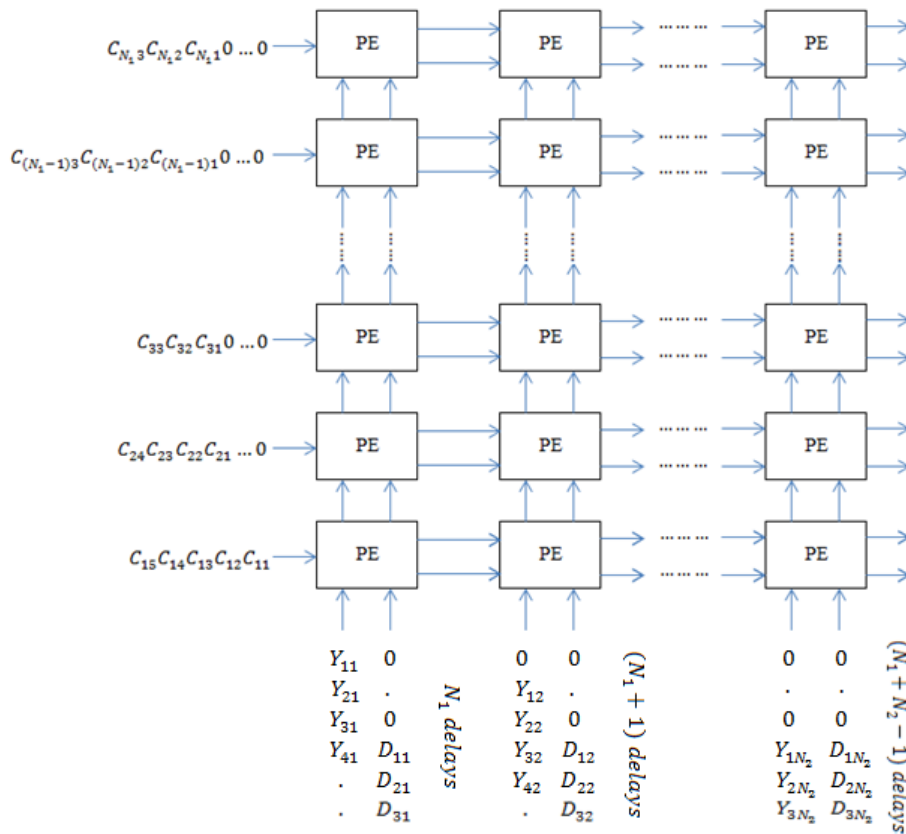 C_{N_1 3}C_{N_1 2}C_{N_1 1}0 ... 0 PE PE ... ... ... PE
... ... ...
C_{(N_1-1)3}C_{(N_1-1)2}C_{(N_1-1)1}0 ... 0 PE PE ... ... ... PE
... ... ...
C_{33}C_{32}C_{31}0 ... 0 PE PE ... ... ... PE
... ... ...
C_{24}C_{23}C_{22}C_{21} ... 0 PE PE ... ... ... PE
... ... ...
C_{15}C_{14}C_{13}C_{12}C_{11} PE PE ... ... ... PE
... ... ...
Y_{11} 0 0 0 0 0
Y_{21} . Y_{12} . . .
Y_{31} 0 Y_{22} 0 0 0
Y_{41} D_{11} Y_{32} D_{12} Y_{1N_2} D_{1N_2}
. D_{21} Y_{42} D_{22} Y_{2N_2} D_{2N_2}
. D_{31} . D_{32} Y_{3N_2} D_{3N_2}
N_1 delays
(N_1 + 1) delays
(N_1 + N_2 - 1) delays